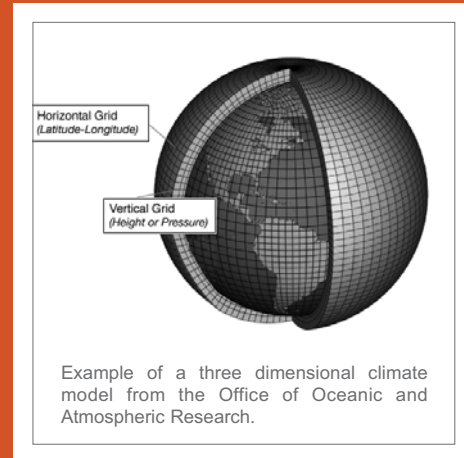 Horizontal Grid
(Latitude-Longitude)
Vertical Grid
(Height or Pressure)
Example of a three dimensional climate
model from the Office of Oceanic and
Atmospheric Research.